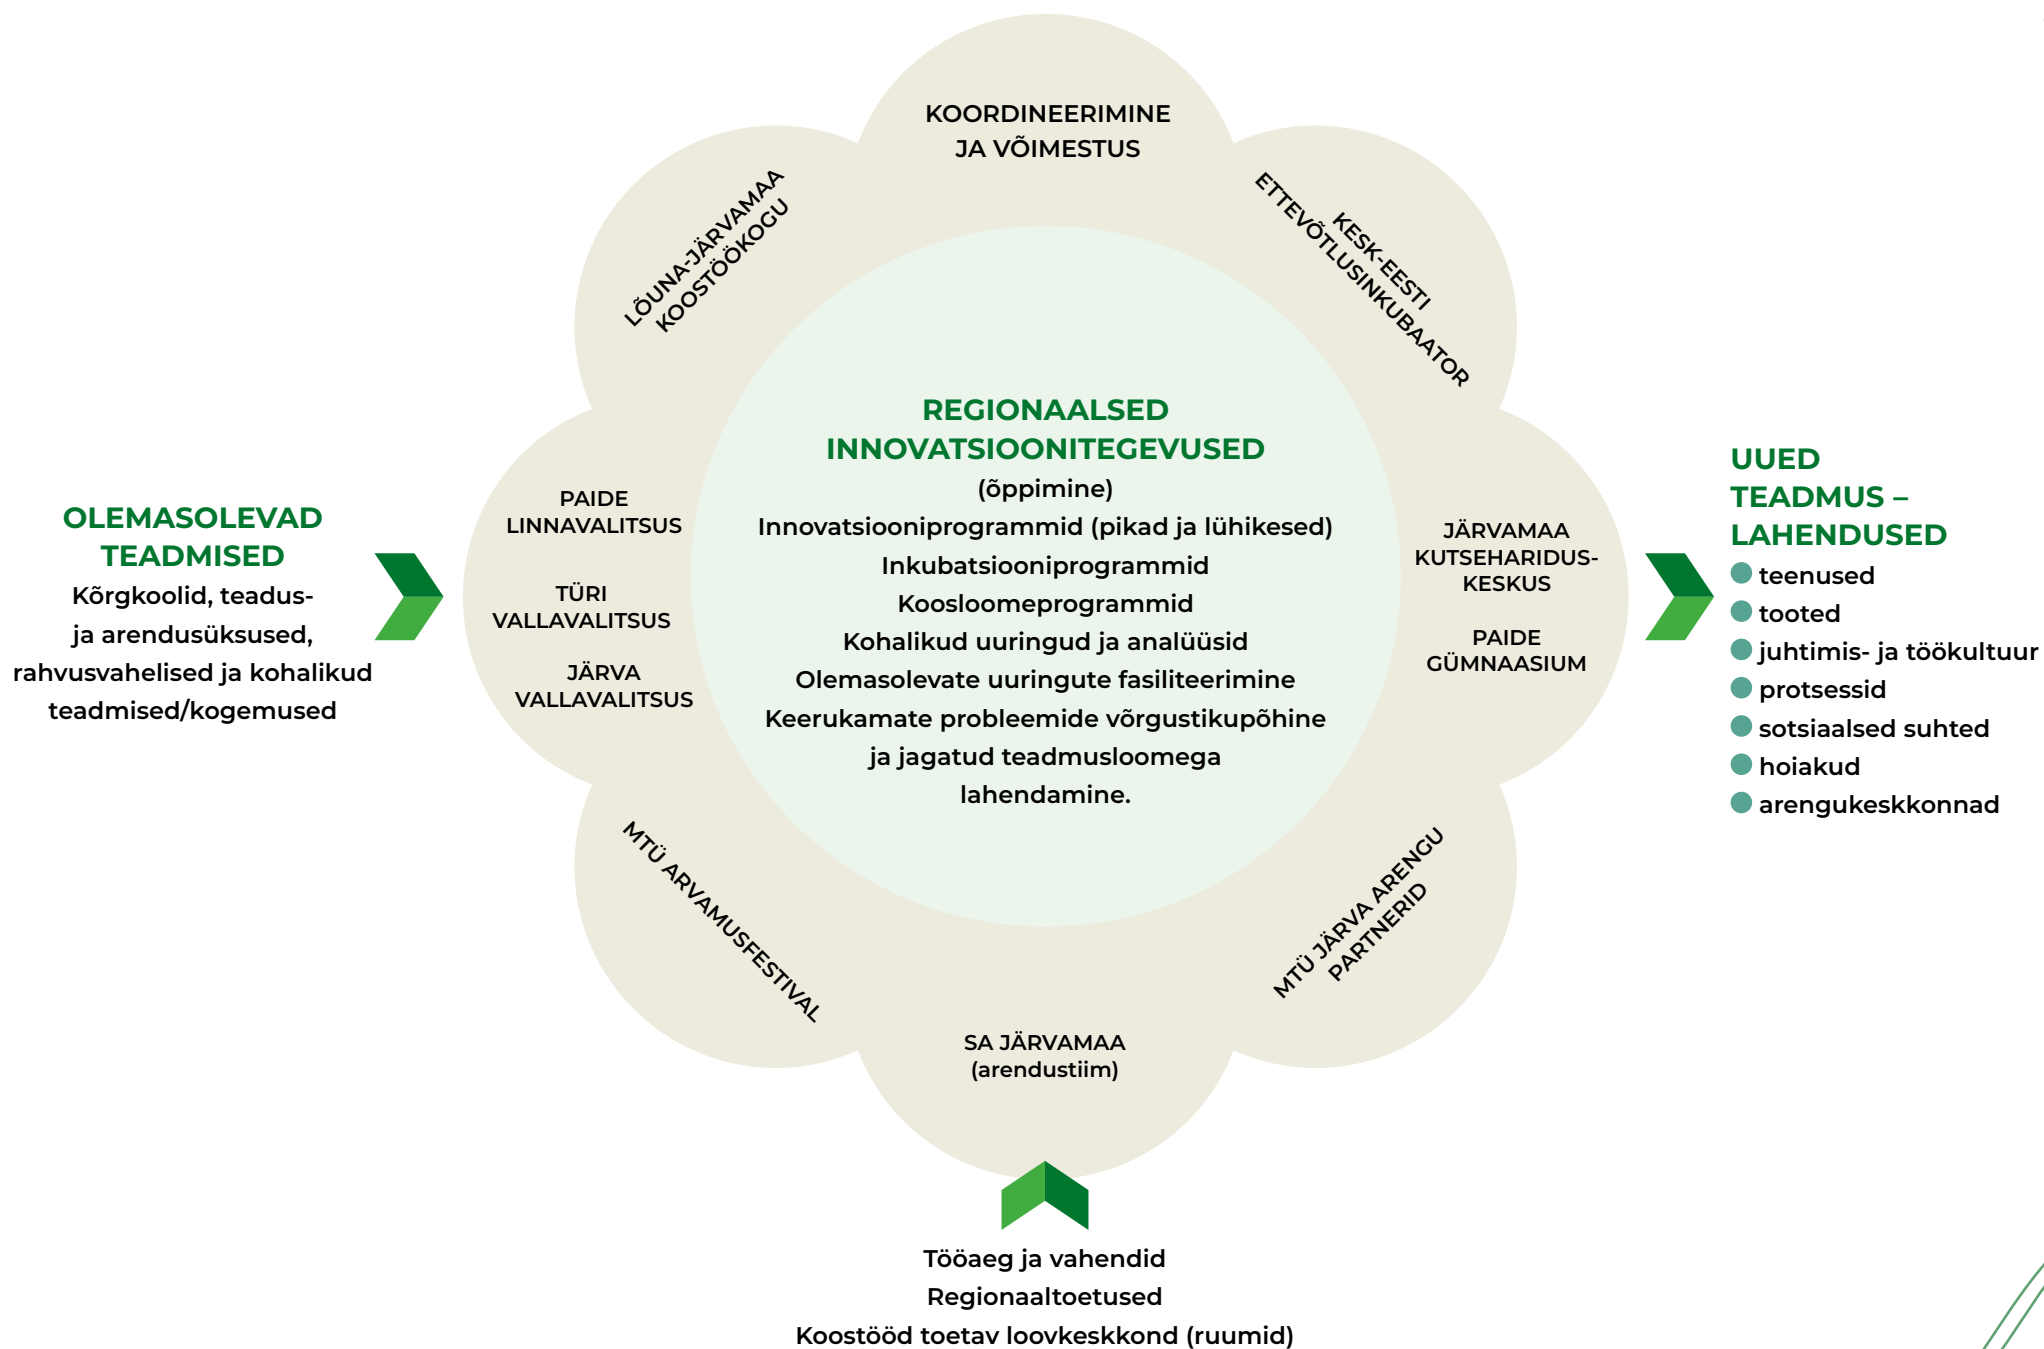 KOORDINEERIMINE
JA VÕIMESTUS
LÕUNA-JÄRVAMAA
KOOSTÖÖKOGU
KESK-EESTI
ETTEVÕTLUSINKUBAATOR
OLEMASOLEVAD
TEADMISED
Kõrgkoolid, teadus-
ja arendusüksused,
rahvusvahelised ja kohalikud
teadmised/kogemused
PAIDE
LINNAVALITSUS
TÜRI
VALLAVALITSUS
JÄRVA
VALLAVALITSUS
REGIONAALSED
INNOVATSIOONITEGEVUSED
(õppimine)
Innovatsiooniprogrammid (pikad ja lühikesed)
Inkubatsiooniprogrammid
Koosloomeprogrammid
Kohalikud uuringud ja analüüsid
Olemasolevate uuringute fasiliteerimine
Keerukamate probleemide võrgustikupõhine
ja jagatud teadmusloomega
lahendamine.
JÄRVAMAA
KUTSEHARIDUS-
KESKUS
PAIDE
GÜMNAASIUM
UUED
TEADMUS –
LAHENDUSED
teenused
tooted
juhtimis- ja töökultuur
protsessid
sotsiaalsed suhted
hoiakud
arengukeskkonnad
MTÜ ARVAMUSFESTIVAL
MTÜ JÄRVA ARENGU
PARTNERID
SA JÄRVAMAA
(arendustiim)
Tööaeg ja vahendid
Regionaaltoetused
Koostööd toetav loovkeskkond (ruumid)